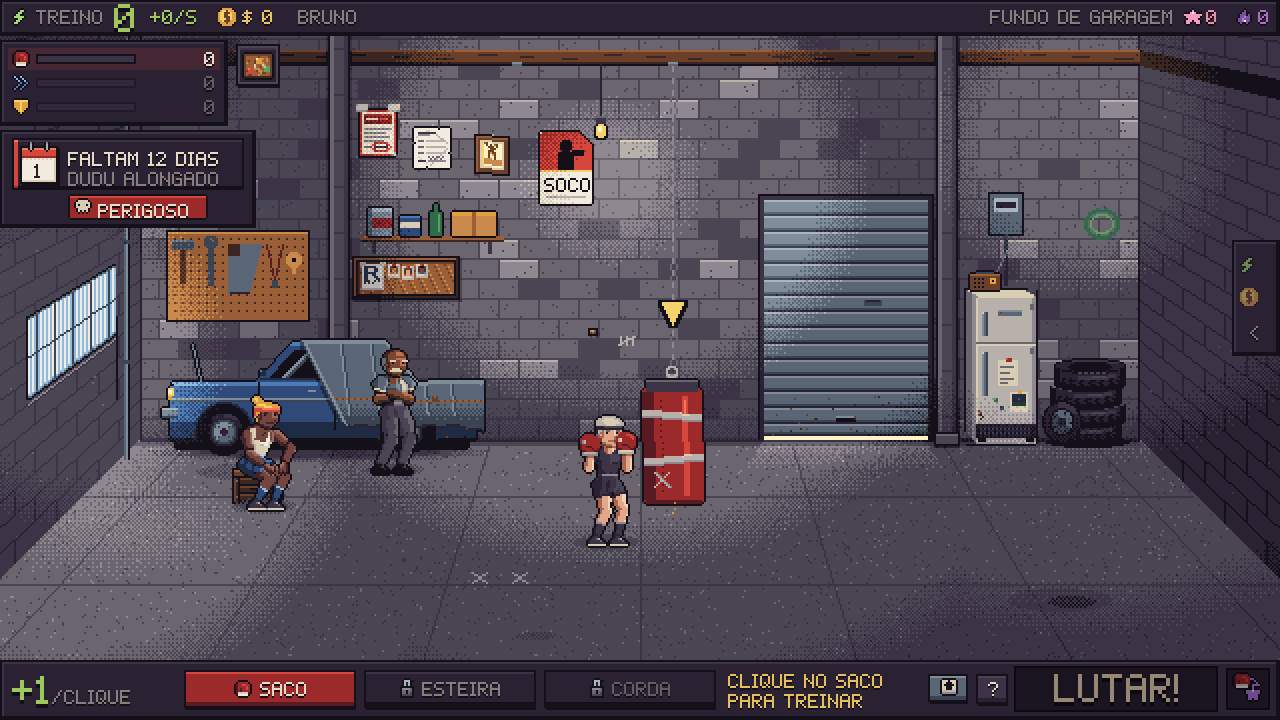 TREINO 0 +0/S $ 0 BRUNO FUNDO DE GARAGEM 0 0
0
0
0
1 FALTAM 12 DIAS
DUDU ALONGADO
PERIGOSO
SOCO
R
+1/CLIQUE SACO ESTEIRA CORDA CLIQUE NO SACO
PARA TREINAR
? LUTAR!